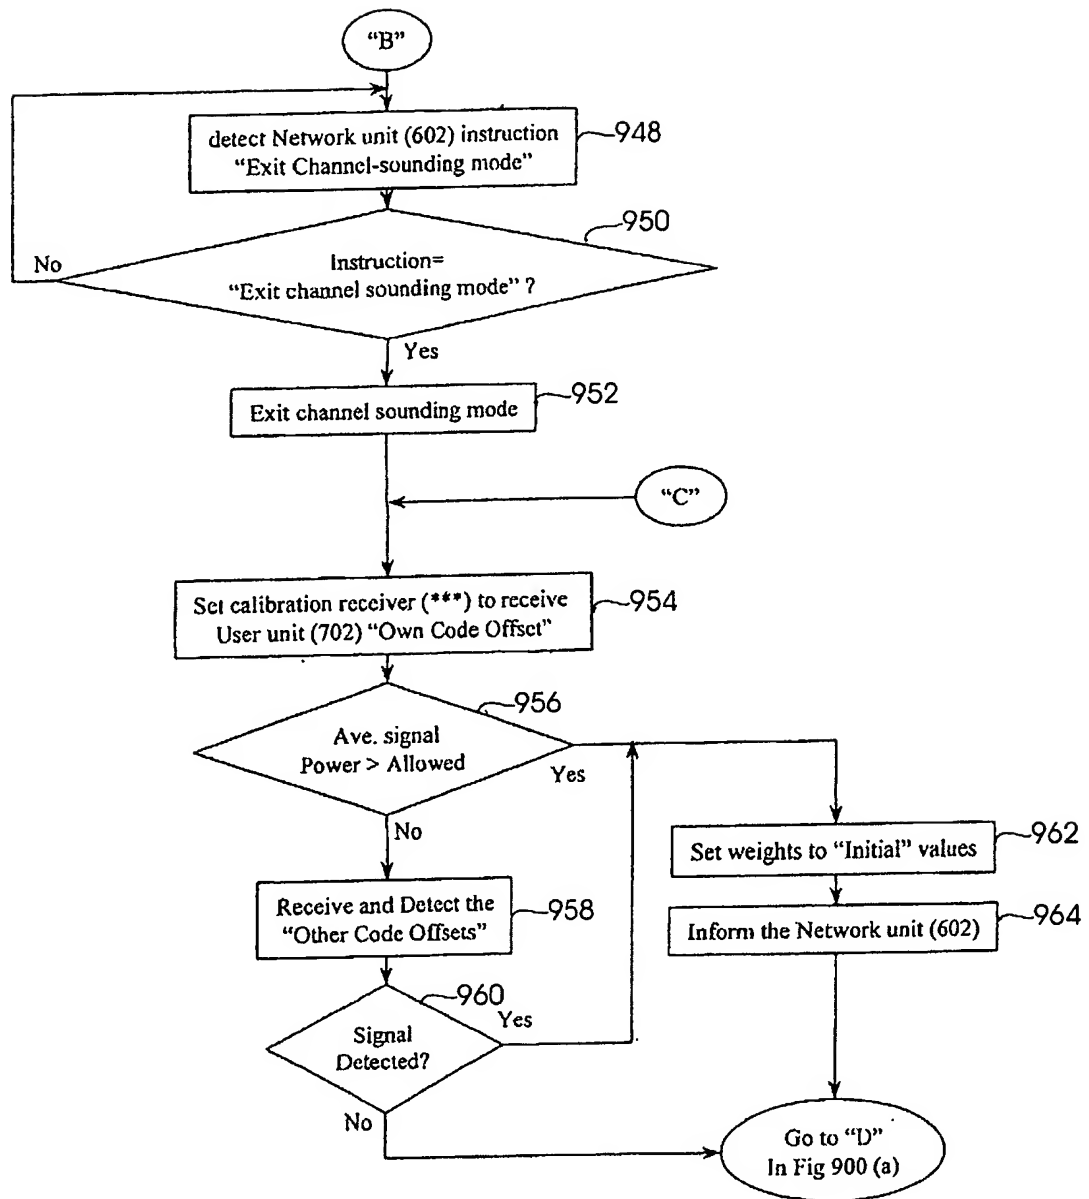 “B”
detect Network unit (602) instruction
“Exit Channel-sounding mode”
948
950
No
Instruction=
“Exit channel sounding mode” ?
Yes
Exit channel sounding mode
952
“C”
Set calibration receiver (***) to receive
User unit (702) “Own Code Offset”
954
956
Ave. signal
Power > Allowed
Yes
No
Set weights to “Initial” values
962
Receive and Detect the
“Other Code Offsets”
958
Inform the Network unit (602)
964
960
Yes
Signal
Detected?
No
Go to “D”
In Fig 900 (a)